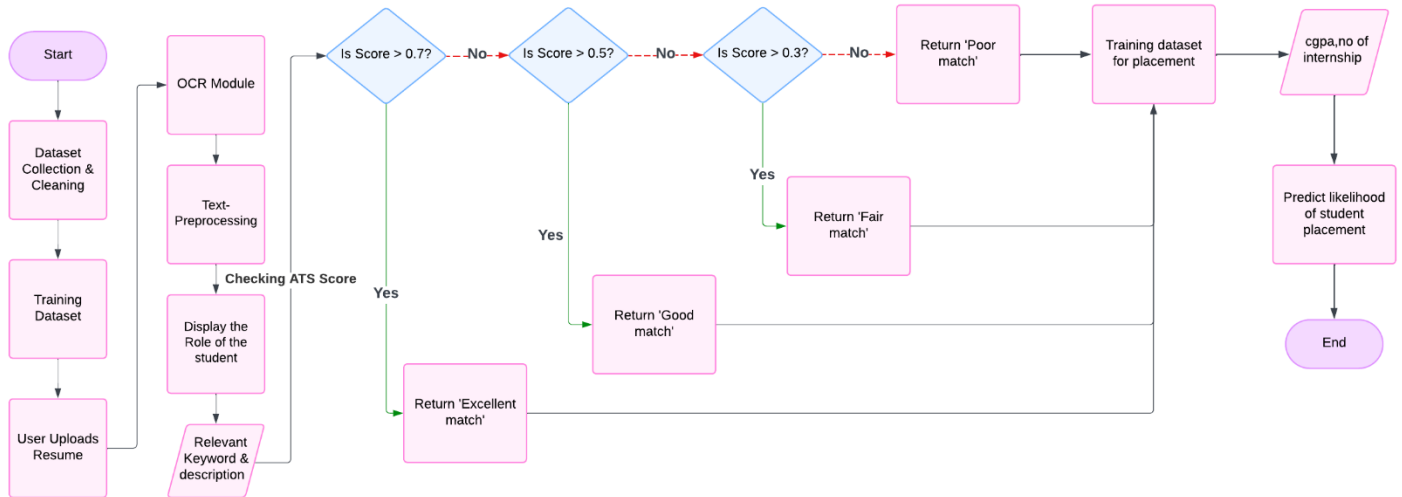 Start
Dataset
Collection &
Cleaning
Training
Dataset
User Uploads
Resume
OCR Module
Text-
Preprocessing
Display the
Role of the
student
Relevant
Keyword &
description
Checking ATS Score
Is Score > 0.7?
No
Is Score > 0.5?
No
Is Score > 0.3?
No
Return 'Poor
match'
Yes
Return 'Fair
match'
Yes
Return 'Good
match'
Yes
Return 'Excellent
match'
Training dataset
for placement
cgpa,no of
internship
Predict likelihood
of student
placement
End